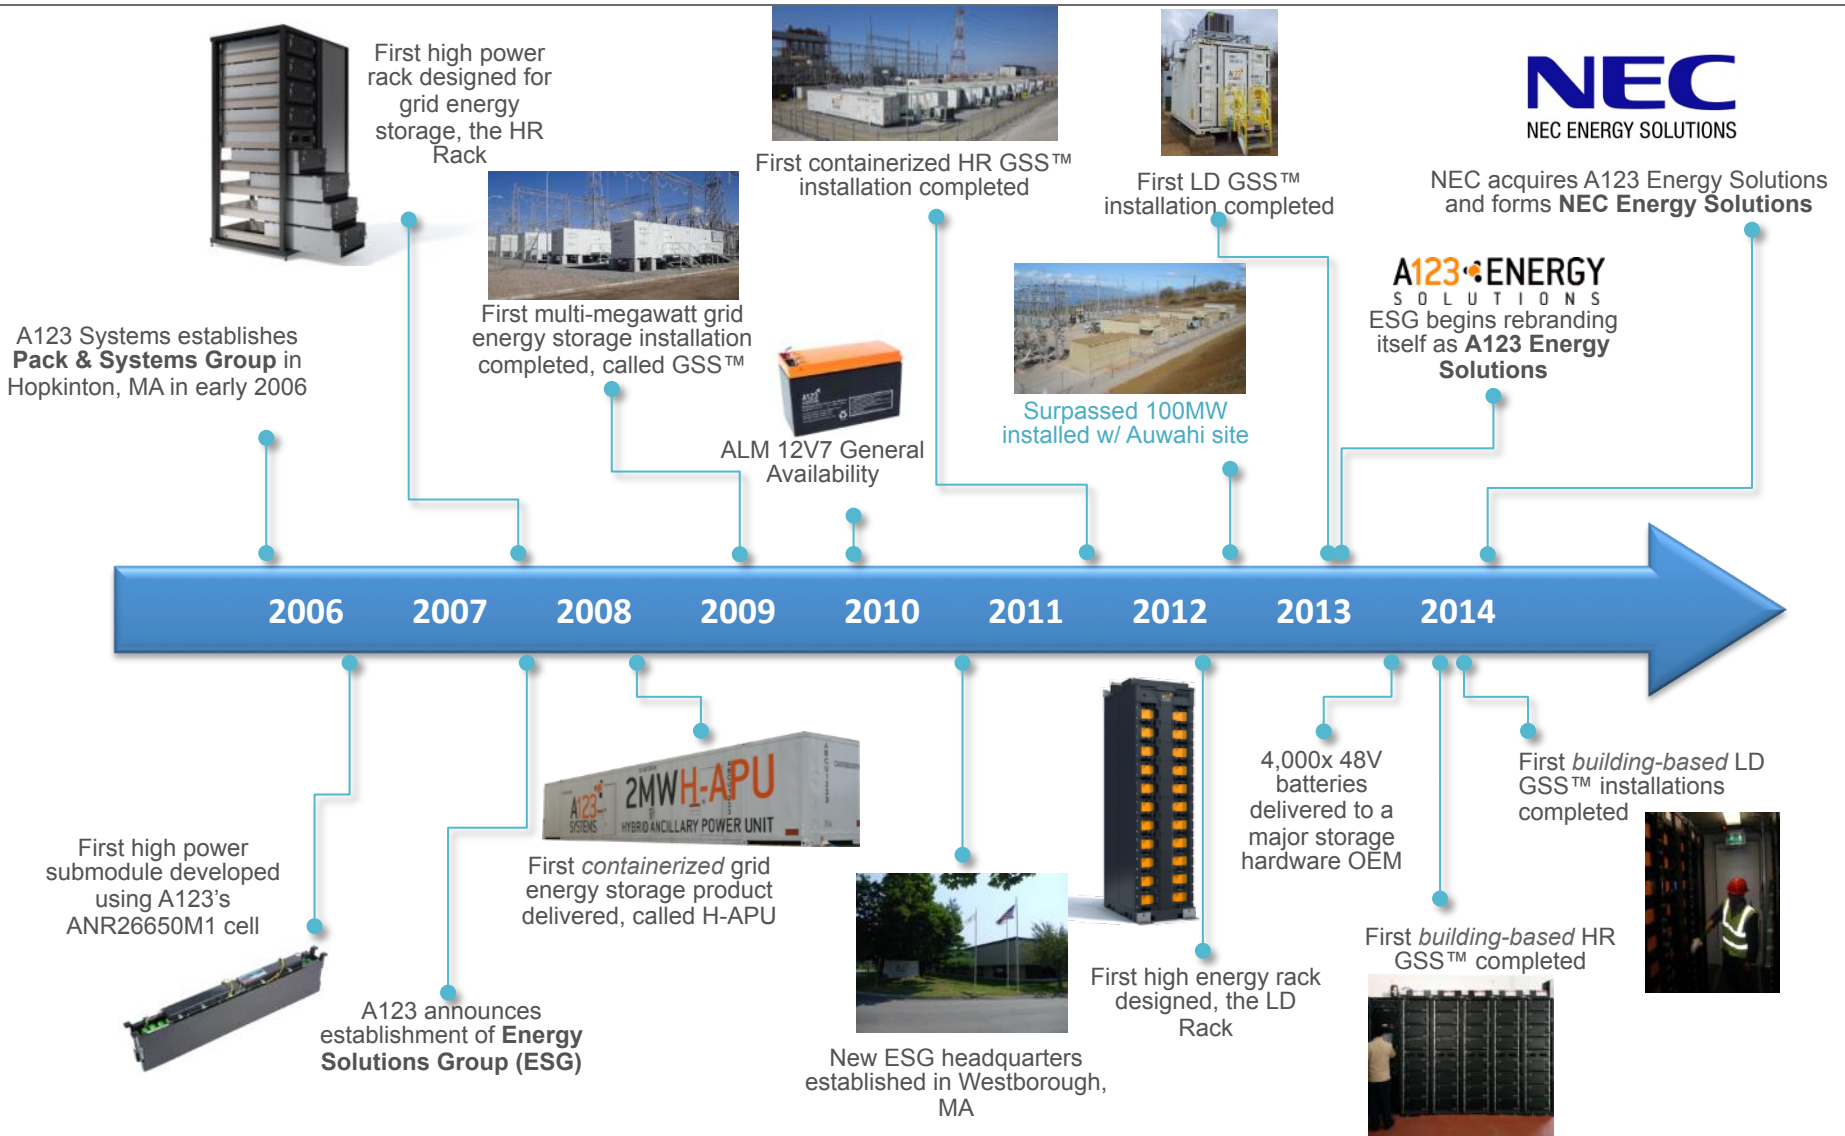 First high power
rack designed for
grid energy
storage, the HR
Rack
First containerized HR GSS™
installation completed
First LD GSS™
installation completed
NEC
NEC ENERGY SOLUTIONS
NEC acquires A123 Energy Solutions
and forms NEC Energy Solutions
A123 ENERGY
SOLUTIONS
ESG begins rebranding
itself as A123 Energy
Solutions
A123 Systems establishes
Pack & Systems Group in
Hopkinton, MA in early 2006
First multi-megawatt grid
energy storage installation
completed, called GSS™
A123
ALM 12V7 General
Availability
Surpassed 100MW
installed w/ Auwahi site
2006 2007 2008 2009 2010 2011 2012 2013 2014
First high power
submodule developed
using A123's
ANR26650M1 cell
A123 announces
establishment of Energy
Solutions Group (ESG)
A123
SYSTEMS
2MWH-APU
HYBRID ANCILLARY POWER UNIT
First containerized grid
energy storage product
delivered, called H-APU
New ESG headquarters
established in Westborough,
MA
First high energy rack
designed, the LD
Rack
4,000x 48V
batteries
delivered to a
major storage
hardware OEM
First building-based HR
GSS™ completed
First building-based LD
GSS™ installations
completed